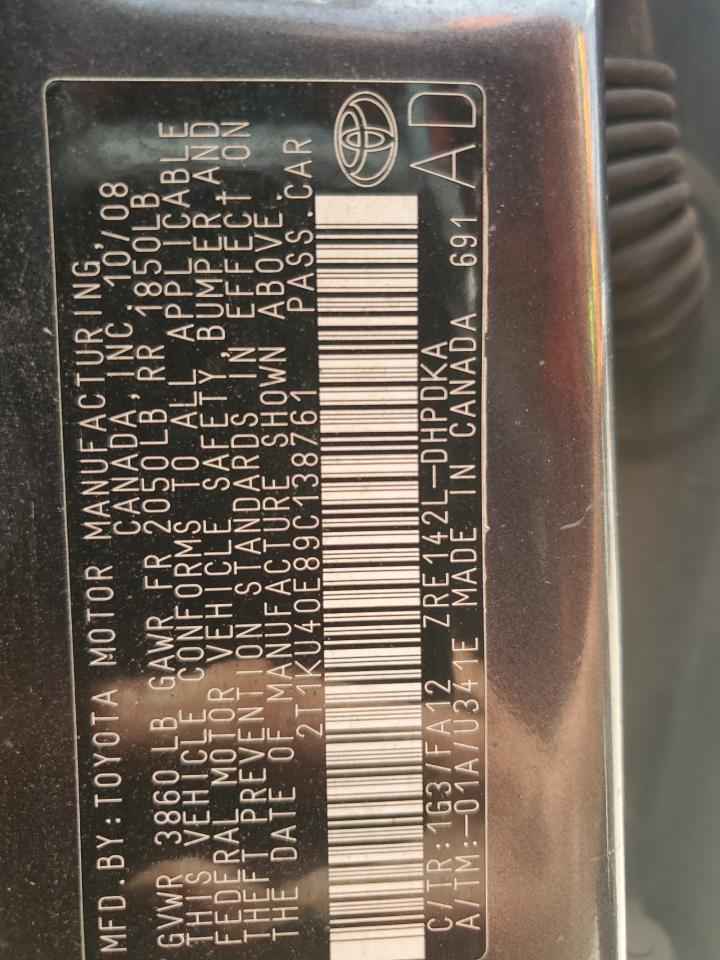 MFD.BY:TOYOTA MOTOR MANUFACTURING,
CANADA,INC. 10/08
GVWR 3860LB GAWR FR 2050LB,RR 1850LB
THIS VEHICLE CONFORMS TO ALL APPLICABLE
FEDERAL MOTOR VEHICLE SAFETY,BUMPER,AND
THEFT PREVENTION STANDARDS IN EFFECT ON
THE DATE OF MANUFACTURE SHOWN ABOVE.
2T1KU40E89C138761 PASS.CAR
C/TR:1G3/FA12 ZRE142L-DHPDKA
A/TM:-01A/U341E MADE IN CANADA 691 AD